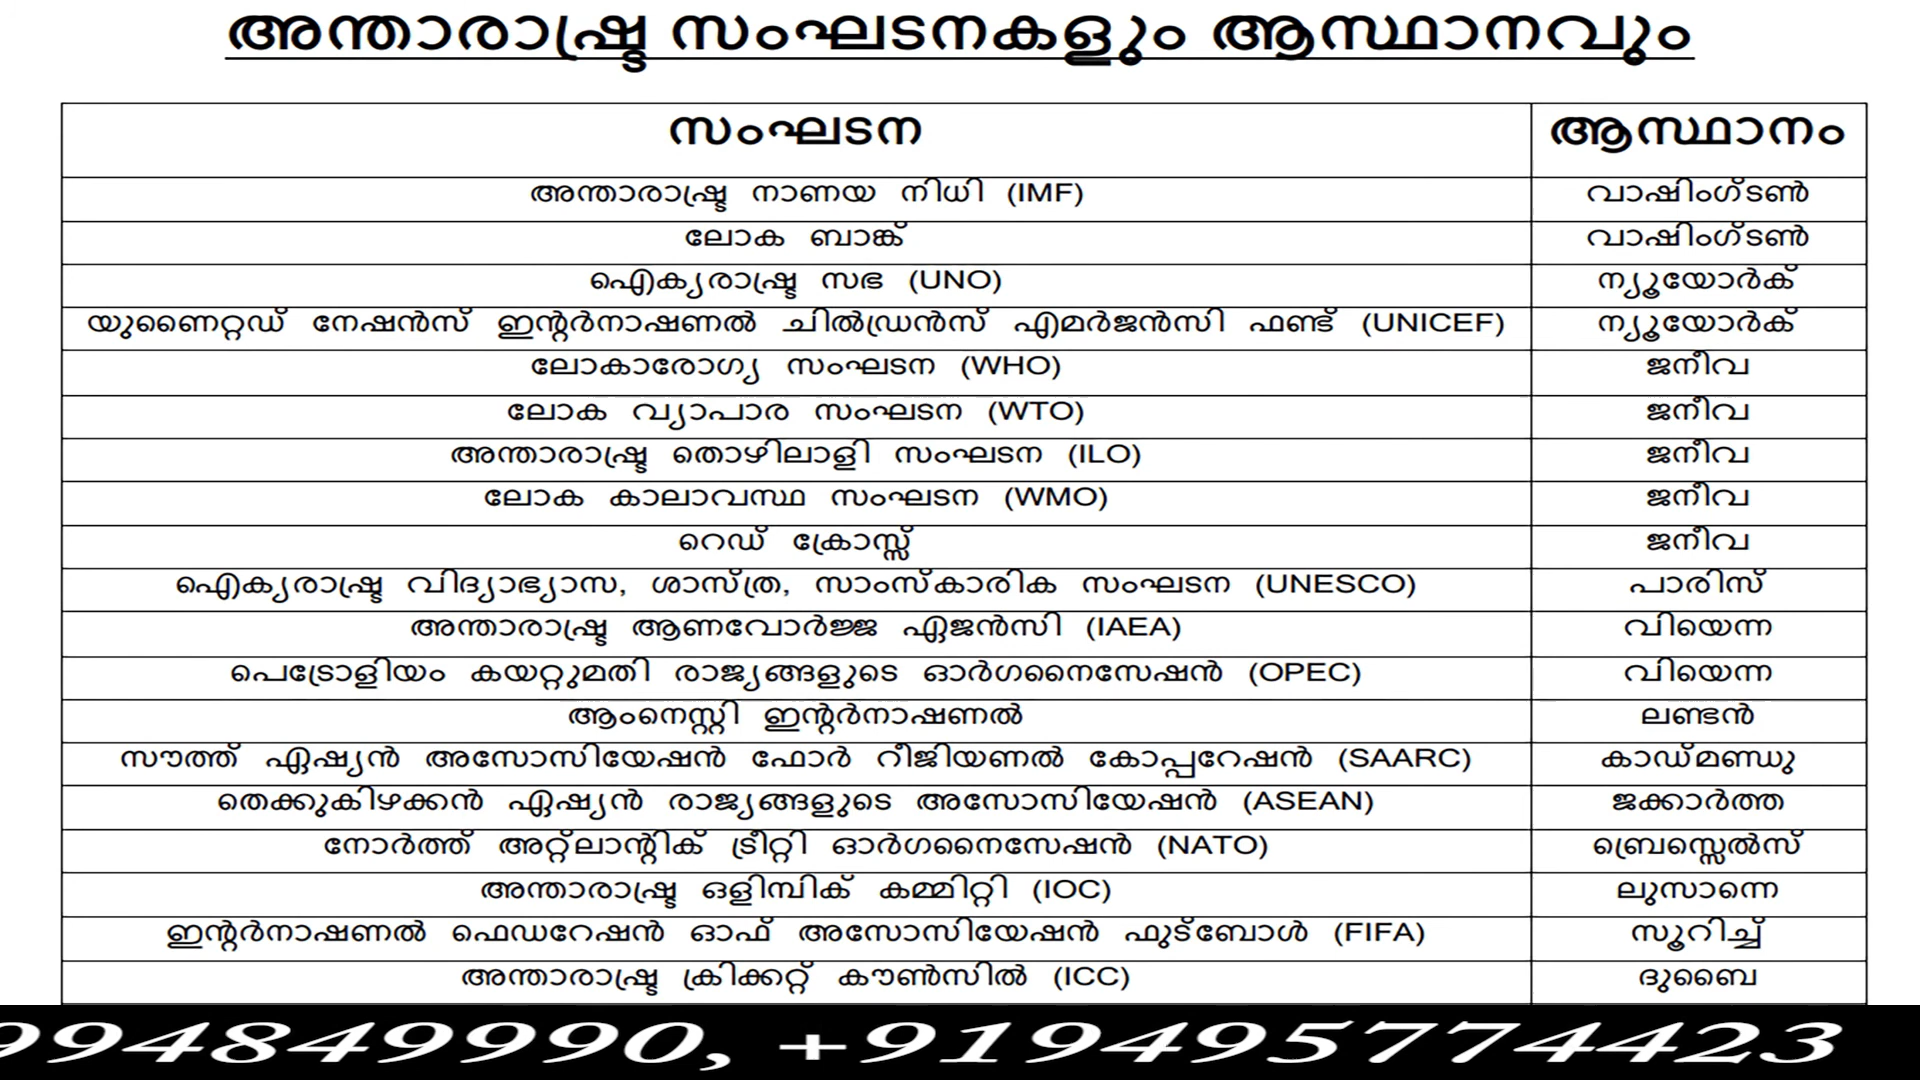 അന്താരാഷ്ട്ര സംഘടനകളും ആസ്ഥാനവും
സംഘടന ആസ്ഥാനം
അന്താരാഷ്ട്ര നാണയ നിധി (IMF) വാഷിംഗ്ടൺ
ലോക ബാങ്ക് വാഷിംഗ്ടൺ
ഐക്യരാഷ്ട്ര സഭ (UNO) ന്യൂയോർക്
യുണൈറ്റഡ് നേഷൻസ് ഇന്റർനാഷണൽ ചിൽഡ്രൻസ് എമർജൻസി ഫണ്ട് (UNICEF) ന്യൂയോർക്
ലോകാരോഗ്യ സംഘടന (WHO) ജനീവ
ലോക വ്യാപാര സംഘടന (WTO) ജനീവ
അന്താരാഷ്ട്ര തൊഴിലാളി സംഘടന (ILO) ജനീവ
ലോക കാലാവസ്ഥ സംഘടന (WMO) ജനീവ
റെഡ് ക്രോസ്സ് ജനീവ
ഐക്യരാഷ്ട്ര വിദ്യാഭ്യാസ, ശാസ്ത്ര, സാംസ്കാരിക സംഘടന (UNESCO) പാരിസ്
അന്താരാഷ്ട്ര ആണവോർജ്ജ ഏജൻസി (IAEA) വിയെന്ന
പെട്രോളിയം കയറ്റുമതി രാജ്യങ്ങളുടെ ഓർഗനൈസേഷൻ (OPEC) വിയെന്ന
ആംനെസ്റ്റി ഇന്റർനാഷണൽ ലണ്ടൻ
സൗത്ത് ഏഷ്യൻ അസോസിയേഷൻ ഫോർ റീജിയണൽ കോപ്പറേഷൻ (SAARC) കാഡ്മണ്ഡു
തെക്കുകിഴക്കൻ ഏഷ്യൻ രാജ്യങ്ങളുടെ അസോസിയേഷൻ (ASEAN) ജക്കാർത്ത
നോർത്ത് അറ്റ്ലാന്റിക് ട്രീറ്റി ഓർഗനൈസേഷൻ (NATO) ബ്രെസ്സെൽസ്
അന്താരാഷ്ട്ര ഒളിമ്പിക് കമ്മിറ്റി (IOC) ലുസാന്നെ
ഇന്റർനാഷണൽ ഫെഡറേഷൻ ഓഫ് അസോസിയേഷൻ ഫുട്ബോൾ (FIFA) സൂറിച്ച്
അന്താരാഷ്ട്ര ക്രിക്കറ്റ് കൗൺസിൽ (ICC) ദുബൈ
994849990, +919495774423